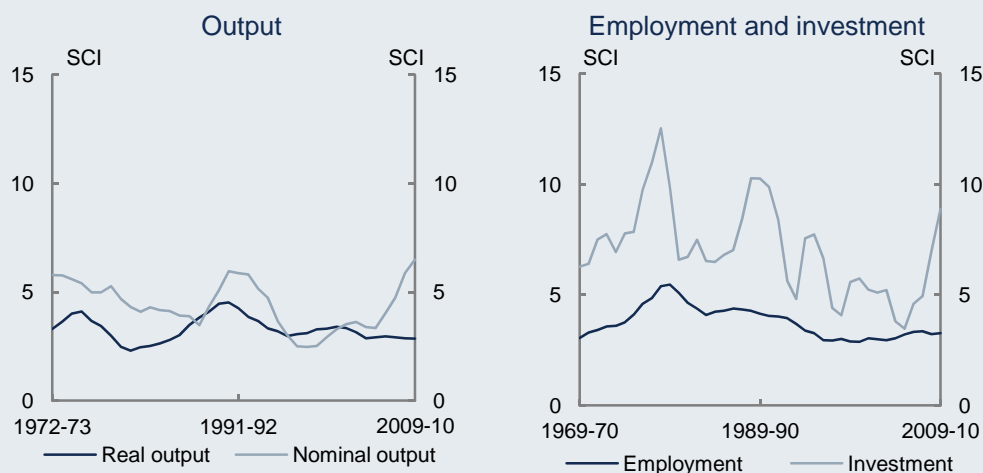 Output
SCI SCI
15 15
10 10
5 5
0 0
1972-73 1991-92 2009-10
Real output Nominal output
Employment and investment
SCI SCI
15 15
10 10
5 5
0 0
1969-70 1989-90 2009-10
Employment Investment